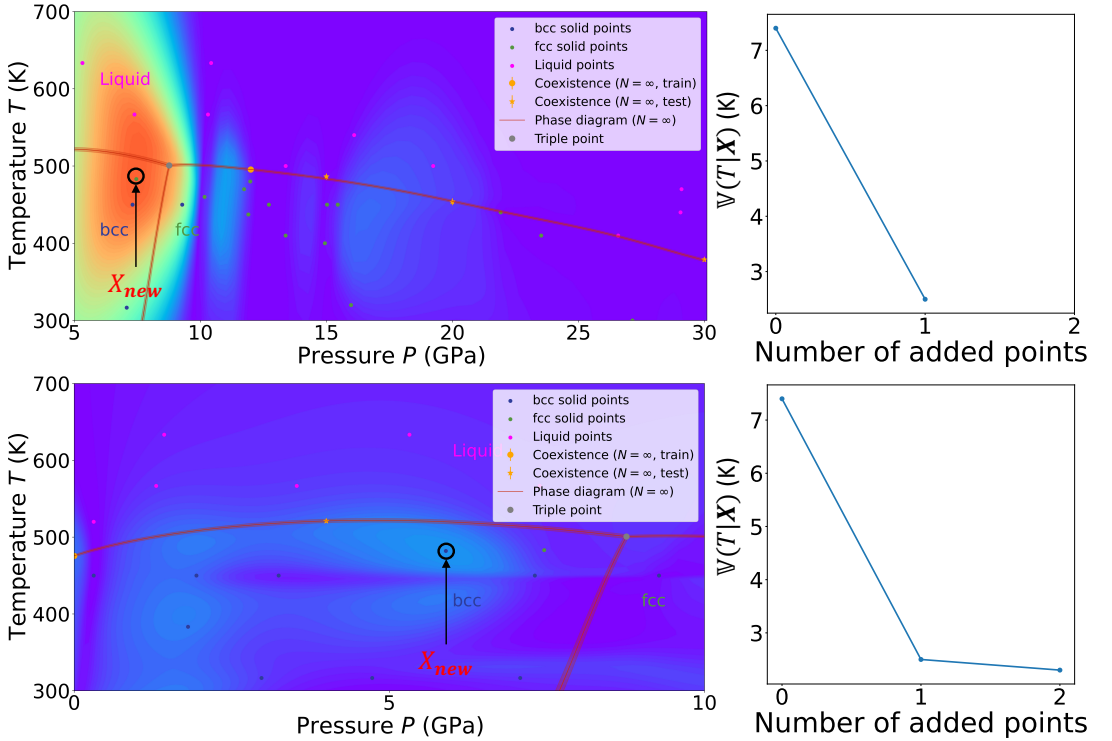 700
600
500
400
300
Temperature T (K)
5
10
15
20
25
30
Pressure P (GPa)
Liquid
bcc
fcc
X_new
bcc solid points
fcc solid points
Liquid points
Coexistence (N = ∞, train)
Coexistence (N = ∞, test)
Phase diagram (N = ∞)
Triple point
7
6
5
4
3
𝕍(T|X) (K)
0
1
2
Number of added points
700
600
500
400
300
Temperature T (K)
0
5
10
Pressure P (GPa)
Liqu
bcc
fcc
X_new
bcc solid points
fcc solid points
Liquid points
Coexistence (N = ∞, train)
Coexistence (N = ∞, test)
Phase diagram (N = ∞)
Triple point
7
6
5
4
3
𝕍(T|X) (K)
0
1
2
Number of added points